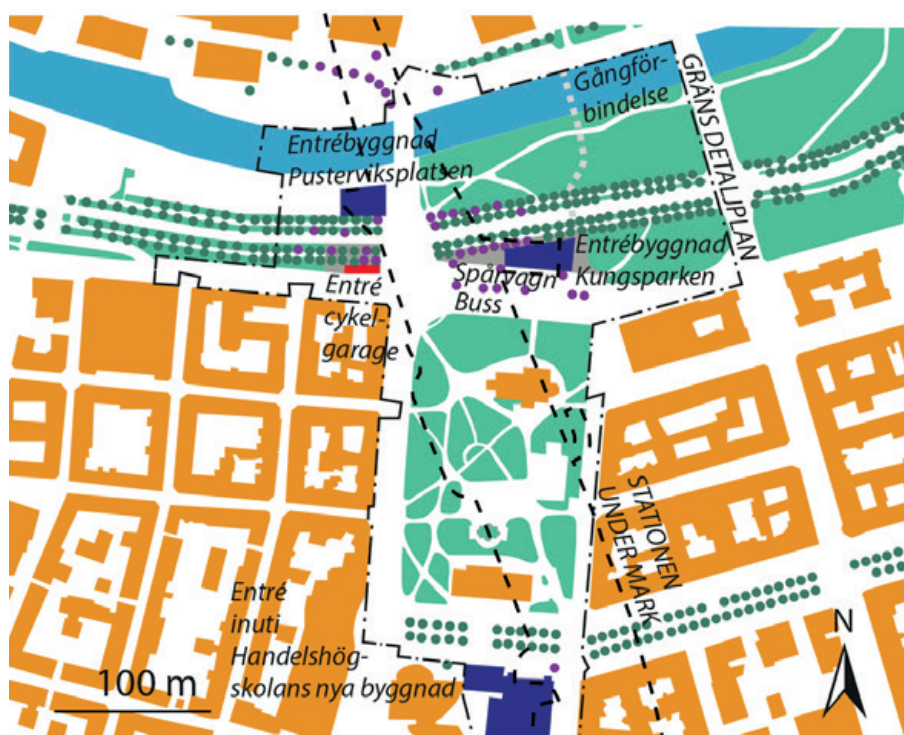 Gångför-
bindelse
GRÄNS DETALJPLAN
Entrébyggnad
Pusterviksplatsen
Entrébyggnad
Kungsparken
Spårvagn
Buss
Entré
cykel-
garage
STATIONEN
UNDER MARK
Entré
inuti
Handelshög-
skolans nya byggnad
100 m
N